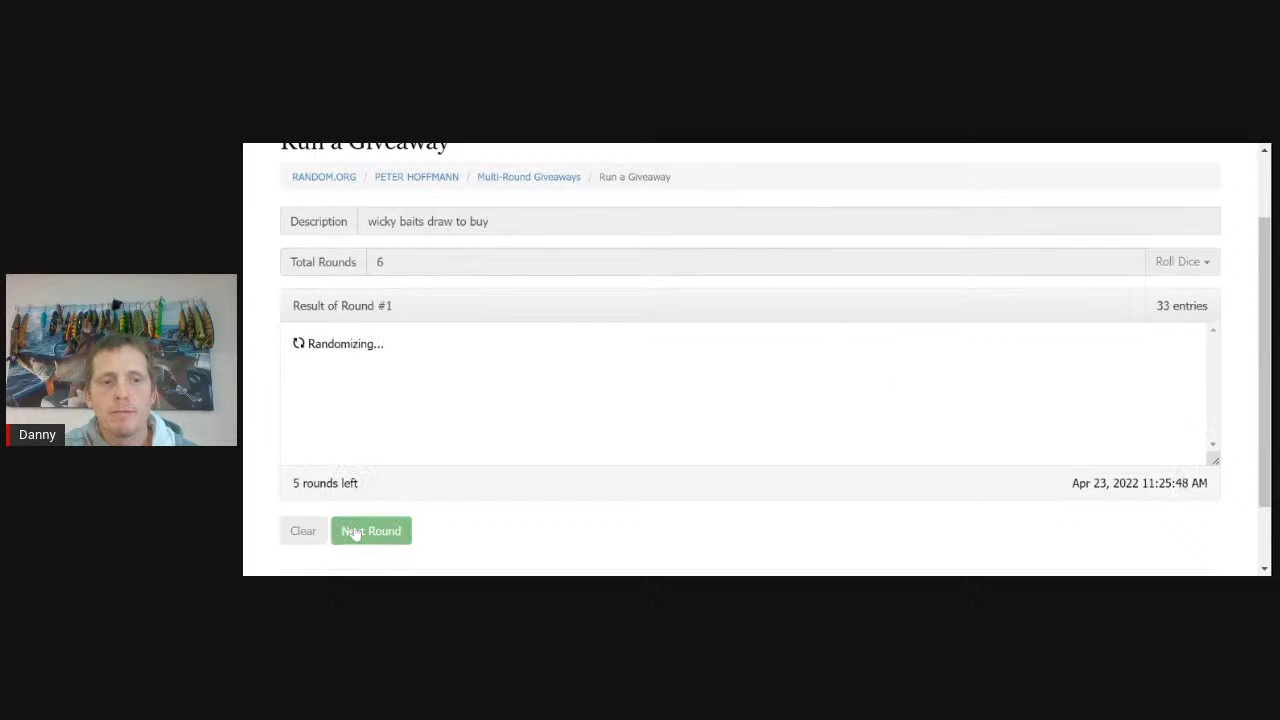 Run a Giveaway
RANDOM.ORG / PETER HOFFMANN / Multi-Round Giveaways / Run a Giveaway
Description wicky baits draw to buy
Total Rounds 6 Roll Dice
Result of Round #1 33 entries
Randomizing...
5 rounds left Apr 23, 2022 11:25:48 AM
Clear Next Round
Danny